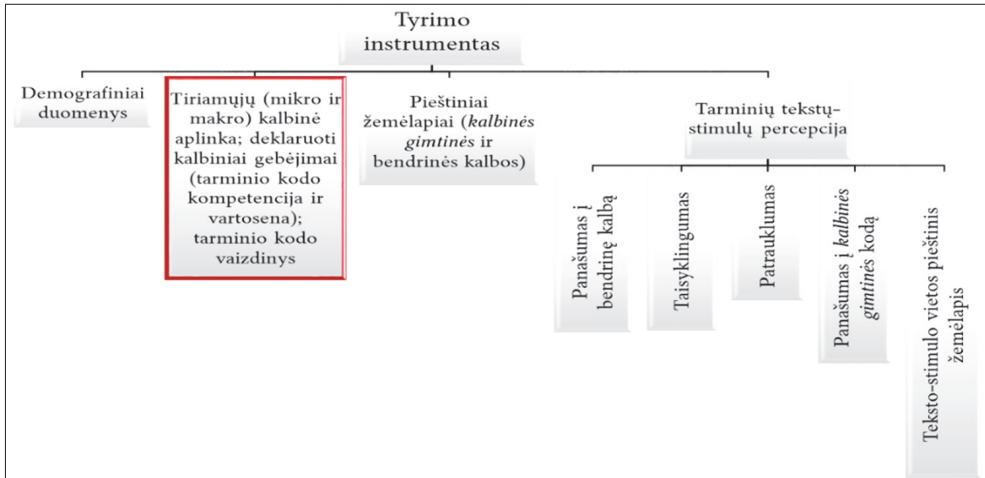 Tyrimo
instrumentas
Demografiniai
duomenys
Tiriamųjų (mikro ir
makro) kalbinė
aplinka; deklaruoti
kalbiniai gebėjimai
(tarminio kodo
kompetencija ir
vartosena);
tarminio kodo
vaizdinys
Pieštiniai
žemėlapiai (kalbinės
gimtinės ir
bendrinės kalbos)
Tarminių tekstų-
stimulų percepcija
Panašumas į
bendrinę kalbą
Taisyklingumas
Patrauklumas
Panašumas į kalbinės
gimtinės kodą
Teksto-stimulo vietos pieštinis
žemėlapis